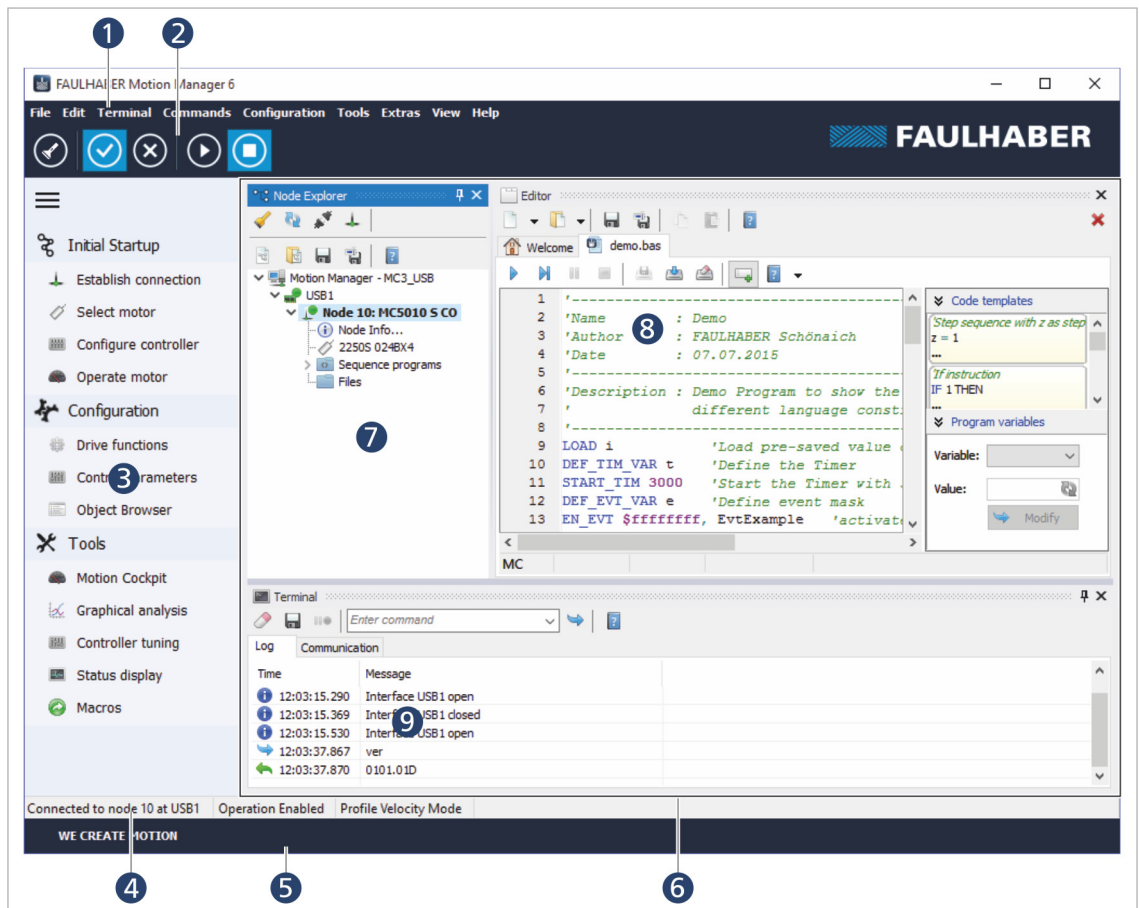 1 2
FAULHABER Motion Manager 6
File Edit Terminal Commands Configuration Tools Extras View Help
FAULHABER
Initial Startup
Establish connection
Select motor
Configure controller
Operate motor
Configuration
Drive functions
3
Object Browser
Tools
Motion Cockpit
Graphical analysis
Controller tuning
Status display
Macros
Node Explorer
Motion Manager - MC3_USB
USB1
Node 10: MC5010 S CO
Node Info...
2250S 024BX4
Sequence programs
Files
7
Editor
Welcome demo.bas
1 '
2 'Name : Demo
3 'Author : FAULHABER Schönaich
4 'Date : 07.07.2015
5 '
6 'Description : Demo Program to show the
7 ' different language
8 '
9 LOAD i 'Load pre-saved value
10 DEF_TIM_VAR t 'Define the Timer
11 START_TIM 3000 'Start the Timer with
12 DEF_EVT_VAR e 'Define event mask
13 EN_EVT $ffffffff, EvtExample
8
MC
Code templates
'Step sequence with z as step
z = 1
...
'If instruction
IF 1 THEN
...
Program variables
Variable:
Value:
Modify
Terminal
Enter command
Log Communication
Time Message
12:03:15.290 Interface USB1 open
12:03:15.369 Interface USB1 closed
12:03:15.530 Interface USB1 open
12:03:37.867 ver
12:03:37.870 0101.01D
9
Connected to node 10 at USB1 Operation Enabled Profile Velocity Mode
WE CREATE MOTION
4 5 6